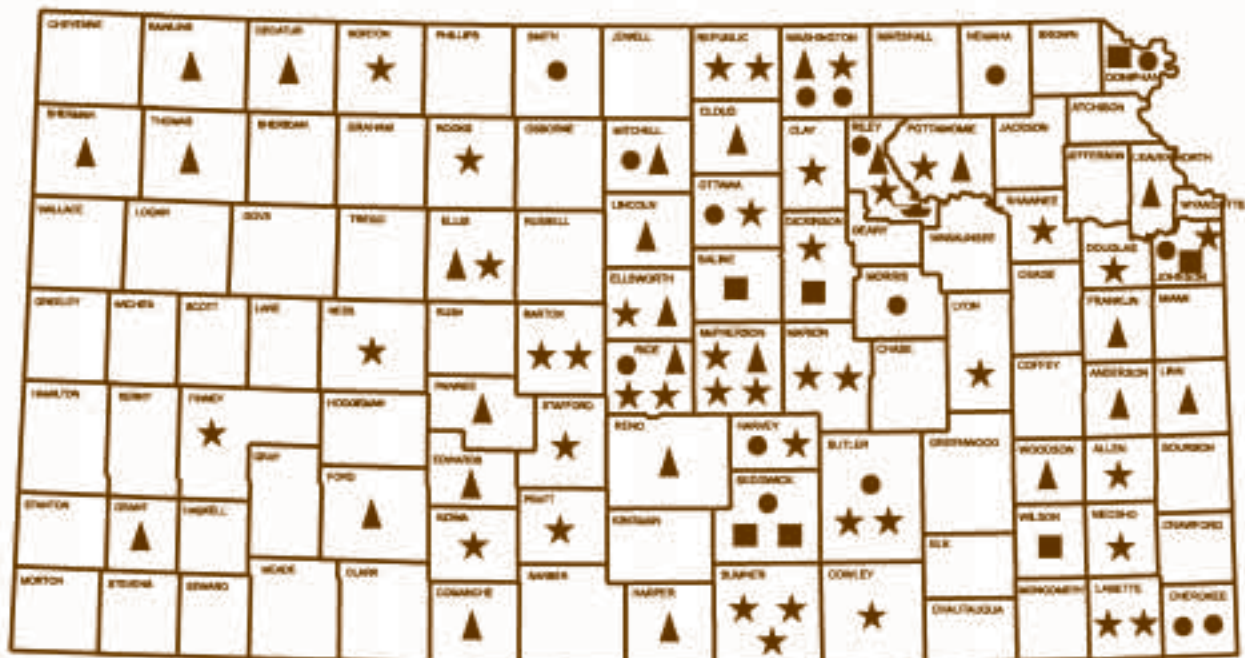 CHEYENNE
RAWLINS
DECATUR
NORTON
PHILLIPS
SMITH
JEWELL
REPUBLIC
WASHINGTON
MARSHALL
NEMAHA
BROWN
DONIPHAN
SHERMAN
THOMAS
SHERIDAN
GRAHAM
ROOKS
OSBORNE
MITCHELL
CLOUD
CLAY
RILEY
POTTAWOMIE
JACKSON
ATCHISON
JEFFERSON
LEAVENWORTH
WYANDOTTE
WALLACE
LOGAN
GOVE
TREGO
ELLIS
RUSSELL
LINCOLN
OTTAWA
DICKINSON
GEARY
WABAUNSEE
SHAWNEE
DOUGLAS
JOHNSON
ELLSWORTH
SALINE
MORRIS
OSAGE
GREELEY
WICHITA
SCOTT
LANE
NESS
RUSH
BARTON
RICE
McPHERSON
MARION
CHASE
LYON
FRANKLIN
MIAMI
COFFEY
ANDERSON
LINN
HAMILTON
KEARNY
FINNEY
HODGEMAN
PAWNEE
STAFFORD
RENO
HARVEY
BUTLER
GREENWOOD
WOODSON
ALLEN
BOURBON
GRAY
FORD
EDWARDS
SEDGWICK
STANTON
GRANT
HASKELL
KIOWA
PRATT
KINGMAN
ELK
WILSON
NEOSHO
CRAWFORD
MORTON
STEVENS
SEWARD
MEADE
CLARK
COMANCHE
BARBER
HARPER
SUMNER
COWLEY
CHAUTAUQUA
MONTGOMERY
LABETTE
CHEROKEE